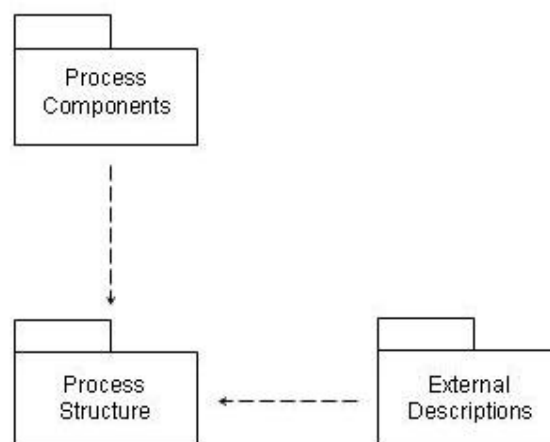 Process
Components
Process
Structure
External
Descriptions